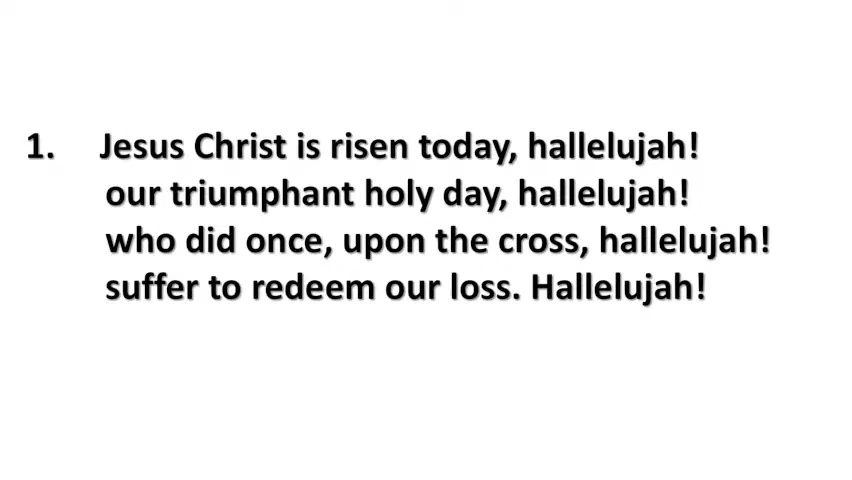 1. Jesus Christ is risen today, hallelujah!
our triumphant holy day, hallelujah!
who did once, upon the cross, hallelujah!
suffer to redeem our loss. Hallelujah!